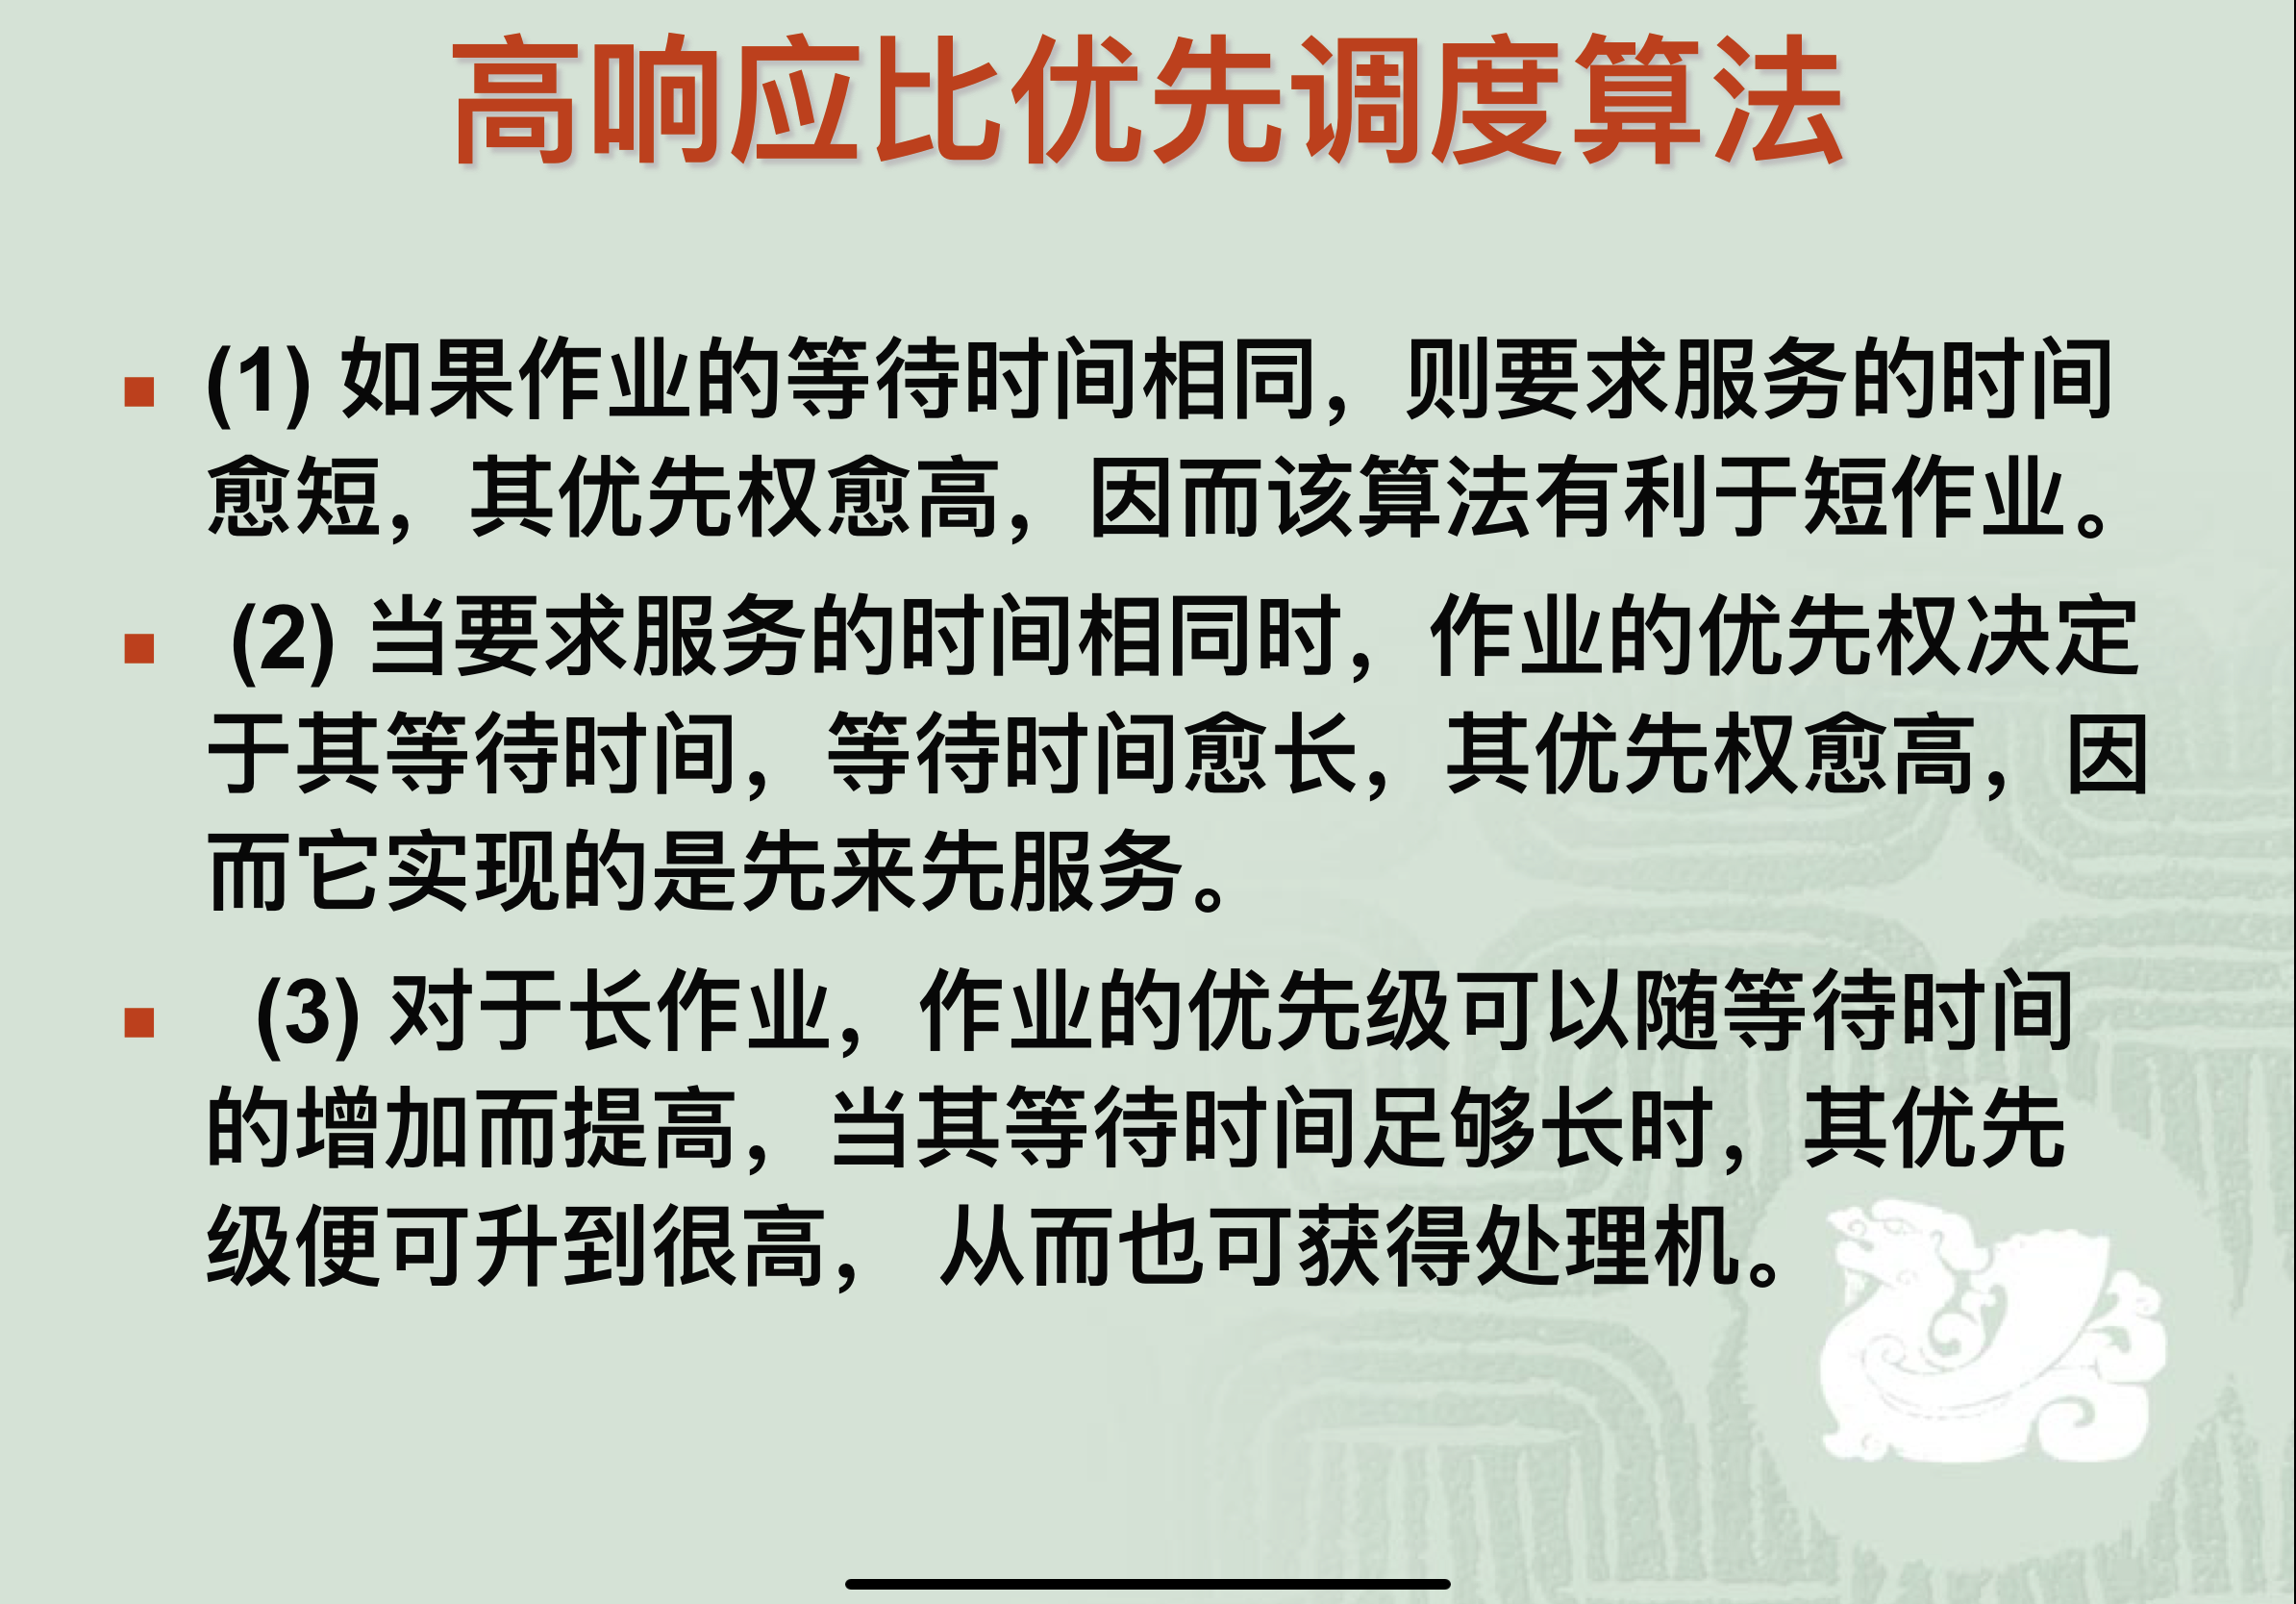 高响应比优先调度算法
(1) 如果作业的等待时间相同，则要求服务的时间
愈短，其优先权愈高，因而该算法有利于短作业。
(2) 当要求服务的时间相同时，作业的优先权决定
于其等待时间，等待时间愈长，其优先权愈高，因
而它实现的是先来先服务。
(3) 对于长作业，作业的优先级可以随等待时间
的增加而提高，当其等待时间足够长时，其优先
级便可升到很高， 从而也可获得处理机。